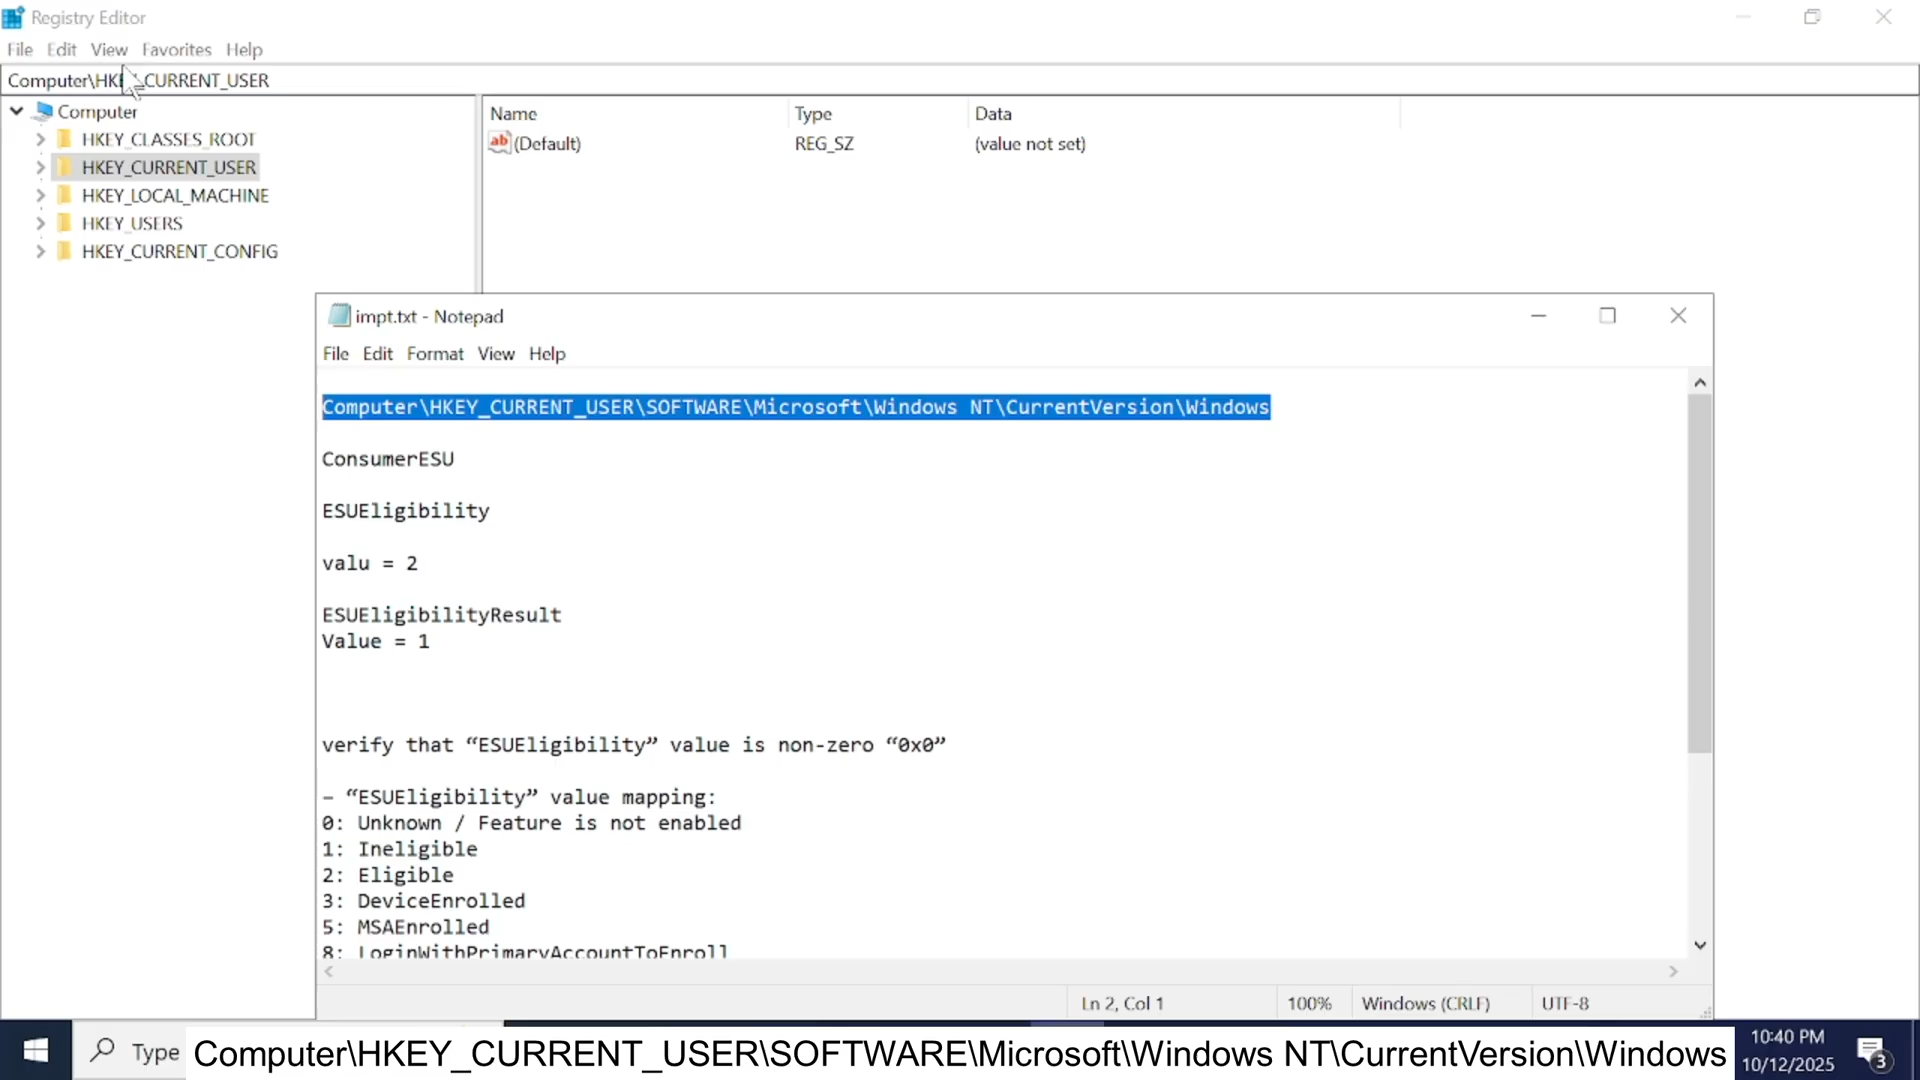 Registry Editor
File Edit View Favorites Help
Computer\HKEY_CURRENT_USER
Computer
HKEY_CLASSES_ROOT
HKEY_CURRENT_USER
HKEY_LOCAL_MACHINE
HKEY_USERS
HKEY_CURRENT_CONFIG
Name Type Data
ab (Default) REG_SZ (value not set)
impt.txt - Notepad
File Edit Format View Help
Computer\HKEY_CURRENT_USER\SOFTWARE\Microsoft\Windows NT\CurrentVersion\Windows
ConsumerESU
ESUEligibility
valu = 2
ESUEligibilityResult
Value = 1
verify that “ESUEligibility” value is non-zero “0x0”
– “ESUEligibility” value mapping:
0: Unknown / Feature is not enabled
1: Ineligible
2: Eligible
3: DeviceEnrolled
5: MSAEnrolled
8: LoginWithPrimaryAccountToEnroll
Ln 2, Col 1 100% Windows (CRLF) UTF-8
Type
Computer\HKEY_CURRENT_USER\SOFTWARE\Microsoft\Windows NT\CurrentVersion\Windows
10:40 PM
10/12/2025
3